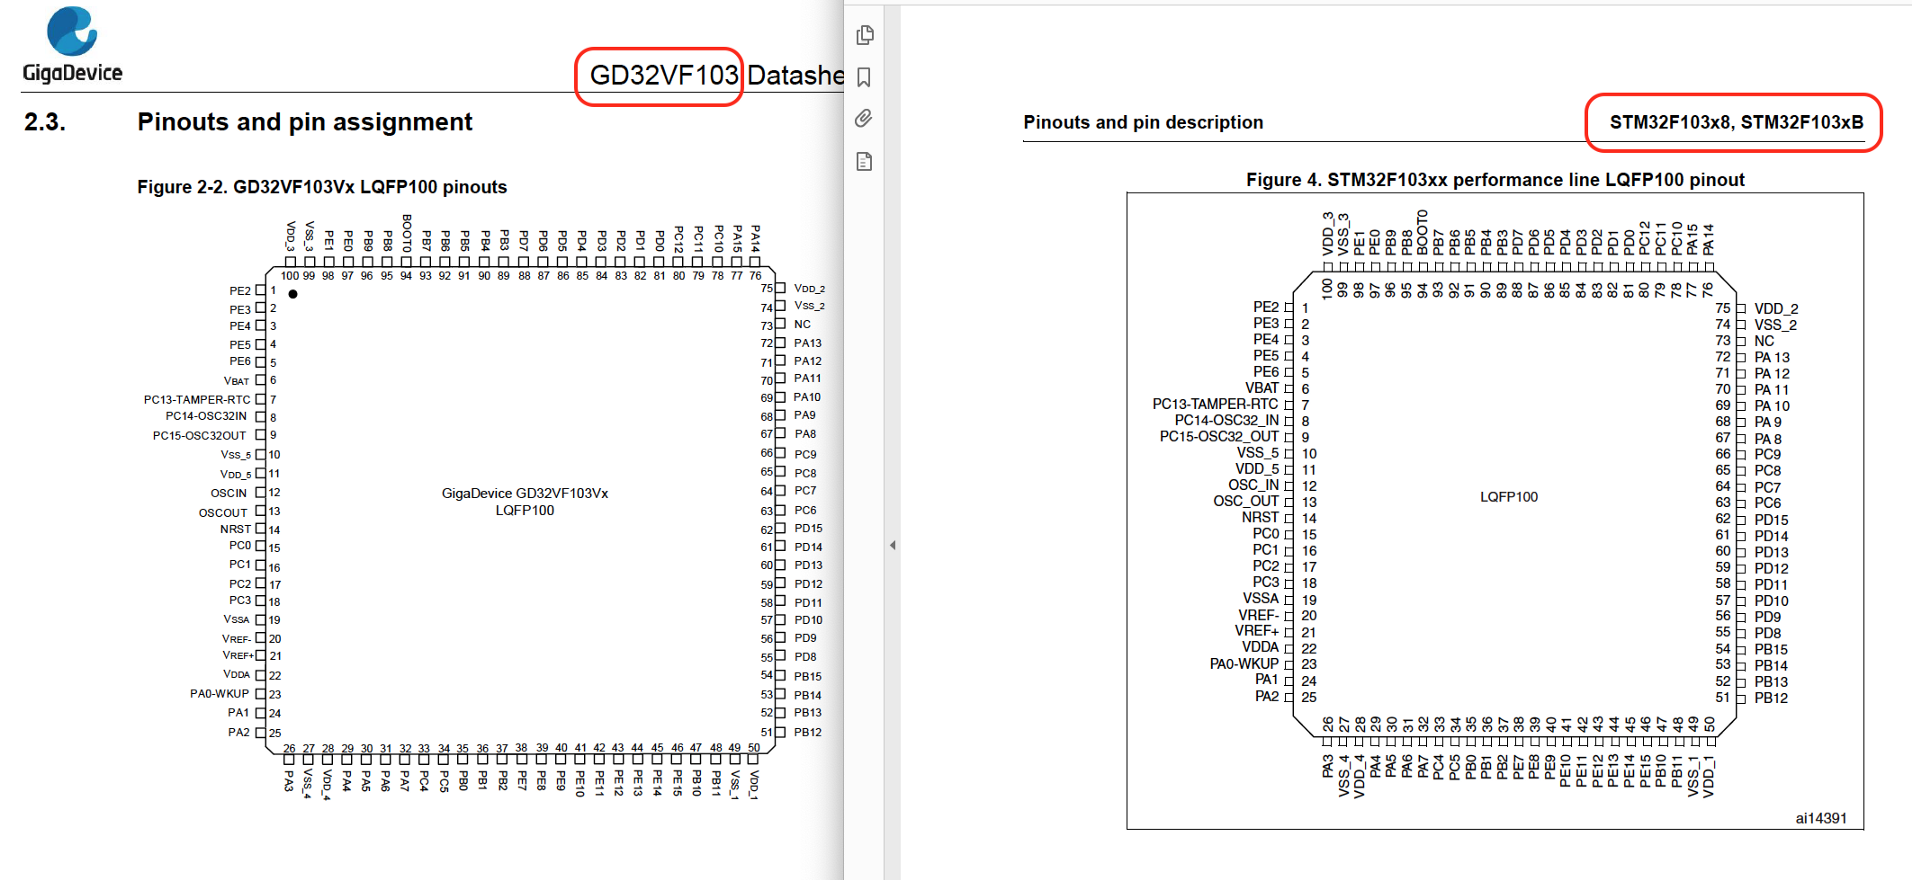 GigaDevice
GD32VF103 Datashe
2.3. Pinouts and pin assignment
Figure 2-2. GD32VF103Vx LQFP100 pinouts
VDD_3 VSS_3 PE1 PE0 PB9 PB8 BOOT0 PB7 PB6 PB5 PB4 PB3 PD7 PD6 PD5 PD4 PD3 PD2 PD1 PD0 PC12 PC11 PC10 PA15 PA14
100 99 98 97 96 95 94 93 92 91 90 89 88 87 86 85 84 83 82 81 80 79 78 77 76
PE2 1 75 VDD_2
PE3 2 74 VSS_2
PE4 3 73 NC
PE5 4 72 PA13
PE6 5 71 PA12
VBAT 6 70 PA11
PC13-TAMPER-RTC 7 69 PA10
PC14-OSC32IN 8 68 PA9
PC15-OSC32OUT 9 67 PA8
VSS_5 10 66 PC9
VDD_5 11 65 PC8
OSCIN 12 64 PC7
OSCOUT 13 63 PC6
NRST 14 62 PD15
PC0 15 61 PD14
PC1 16 60 PD13
PC2 17 59 PD12
PC3 18 58 PD11
VSSA 19 57 PD10
VREF- 20 56 PD9
VREF+ 21 55 PD8
VDDA 22 54 PB15
PA0-WKUP 23 53 PB14
PA1 24 52 PB13
PA2 25 51 PB12
GigaDevice GD32VF103Vx
LQFP100
26 27 28 29 30 31 32 33 34 35 36 37 38 39 40 41 42 43 44 45 46 47 48 49 50
PA3 VSS_4 VDD_4 PA4 PA5 PA6 PA7 PC4 PC5 PB0 PB1 PB2 PE7 PE8 PE9 PE10 PE11 PE12 PE13 PE14 PE15 PB10 PB11 VSS_1 VDD_1
Pinouts and pin description
STM32F103x8, STM32F103xB
Figure 4. STM32F103xx performance line LQFP100 pinout
VDD_3 VSS_3 PE1 PE0 PB9 PB8 BOOT0 PB7 PB6 PB5 PB4 PB3 PD7 PD6 PD5 PD4 PD3 PD2 PD1 PD0 PC12 PC11 PC10 PA15 PA14
100 99 98 97 96 95 94 93 92 91 90 89 88 87 86 85 84 83 82 81 80 79 78 77 76
PE2 1 75 VDD_2
PE3 2 74 VSS_2
PE4 3 73 NC
PE5 4 72 PA 13
PE6 5 71 PA 12
VBAT 6 70 PA 11
PC13-TAMPER-RTC 7 69 PA 10
PC14-OSC32_IN 8 68 PA 9
PC15-OSC32_OUT 9 67 PA 8
VSS_5 10 66 PC9
VDD_5 11 65 PC8
OSC_IN 12 64 PC7
OSC_OUT 13 63 PC6
NRST 14 62 PD15
PC0 15 61 PD14
PC1 16 60 PD13
PC2 17 59 PD12
PC3 18 58 PD11
VSSA 19 57 PD10
VREF- 20 56 PD9
VREF+ 21 55 PD8
VDDA 22 54 PB15
PA0-WKUP 23 53 PB14
PA1 24 52 PB13
PA2 25 51 PB12
LQFP100
26 27 28 29 30 31 32 33 34 35 36 37 38 39 40 41 42 43 44 45 46 47 48 49 50
PA3 VSS_4 VDD_4 PA4 PA5 PA6 PA7 PC4 PC5 PB0 PB1 PB2 PE7 PE8 PE9 PE10 PE11 PE12 PE13 PE14 PE15 PB10 PB11 VSS_1 VDD_1
ai14391